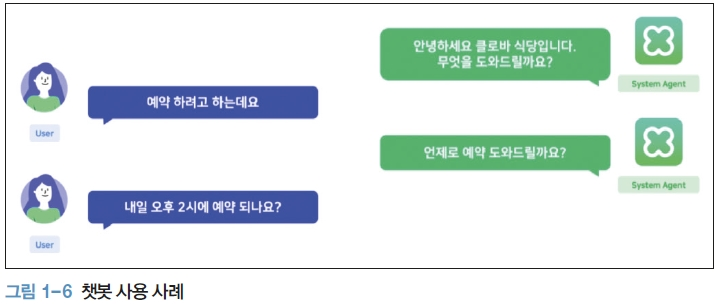 안녕하세요 클로바 식당입니다.
무엇을 도와드릴까요?
System Agent
예약 하려고 하는데요
User
언제로 예약 도와드릴까요?
System Agent
내일 오후 2시에 예약 되나요?
User
그림 1-6 챗봇 사용 사례